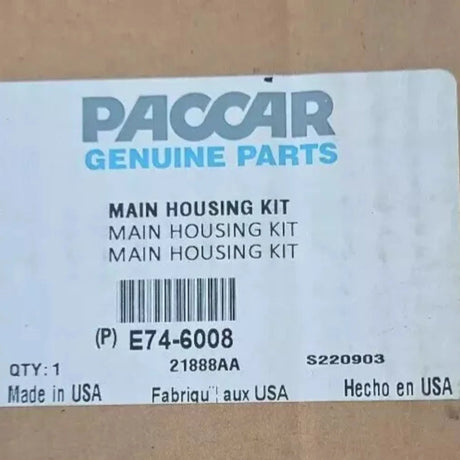 PACCAR
GENUINE PARTS
MAIN HOUSING KIT
MAIN HOUSING KIT
MAIN HOUSING KIT
(P) E74-6008
QTY: 1 21888AA S220903
Made in USA Fabriqu aux USA Hecho en USA